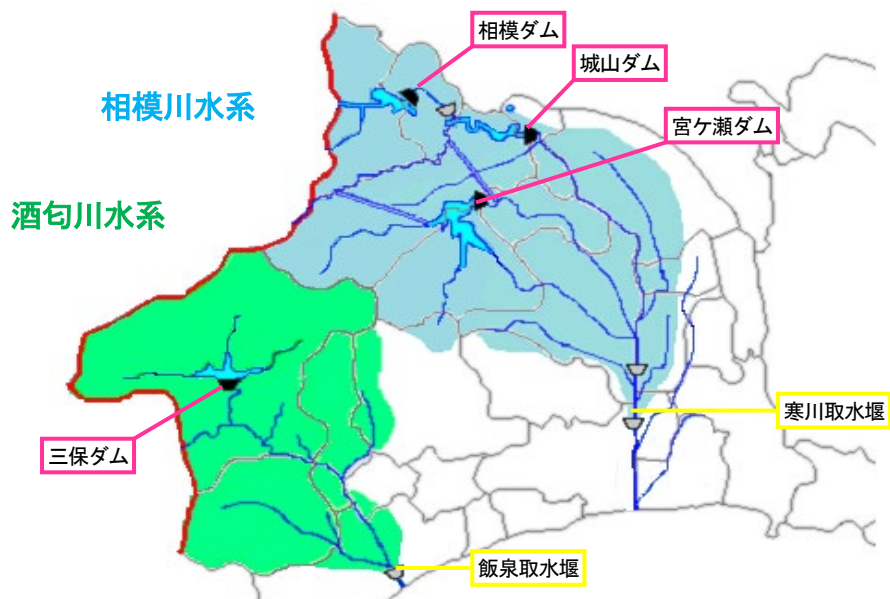 相模ダム
城山ダム
相模川水系
宮ケ瀬ダム
酒匂川水系
寒川取水堰
三保ダム
飯泉取水堰